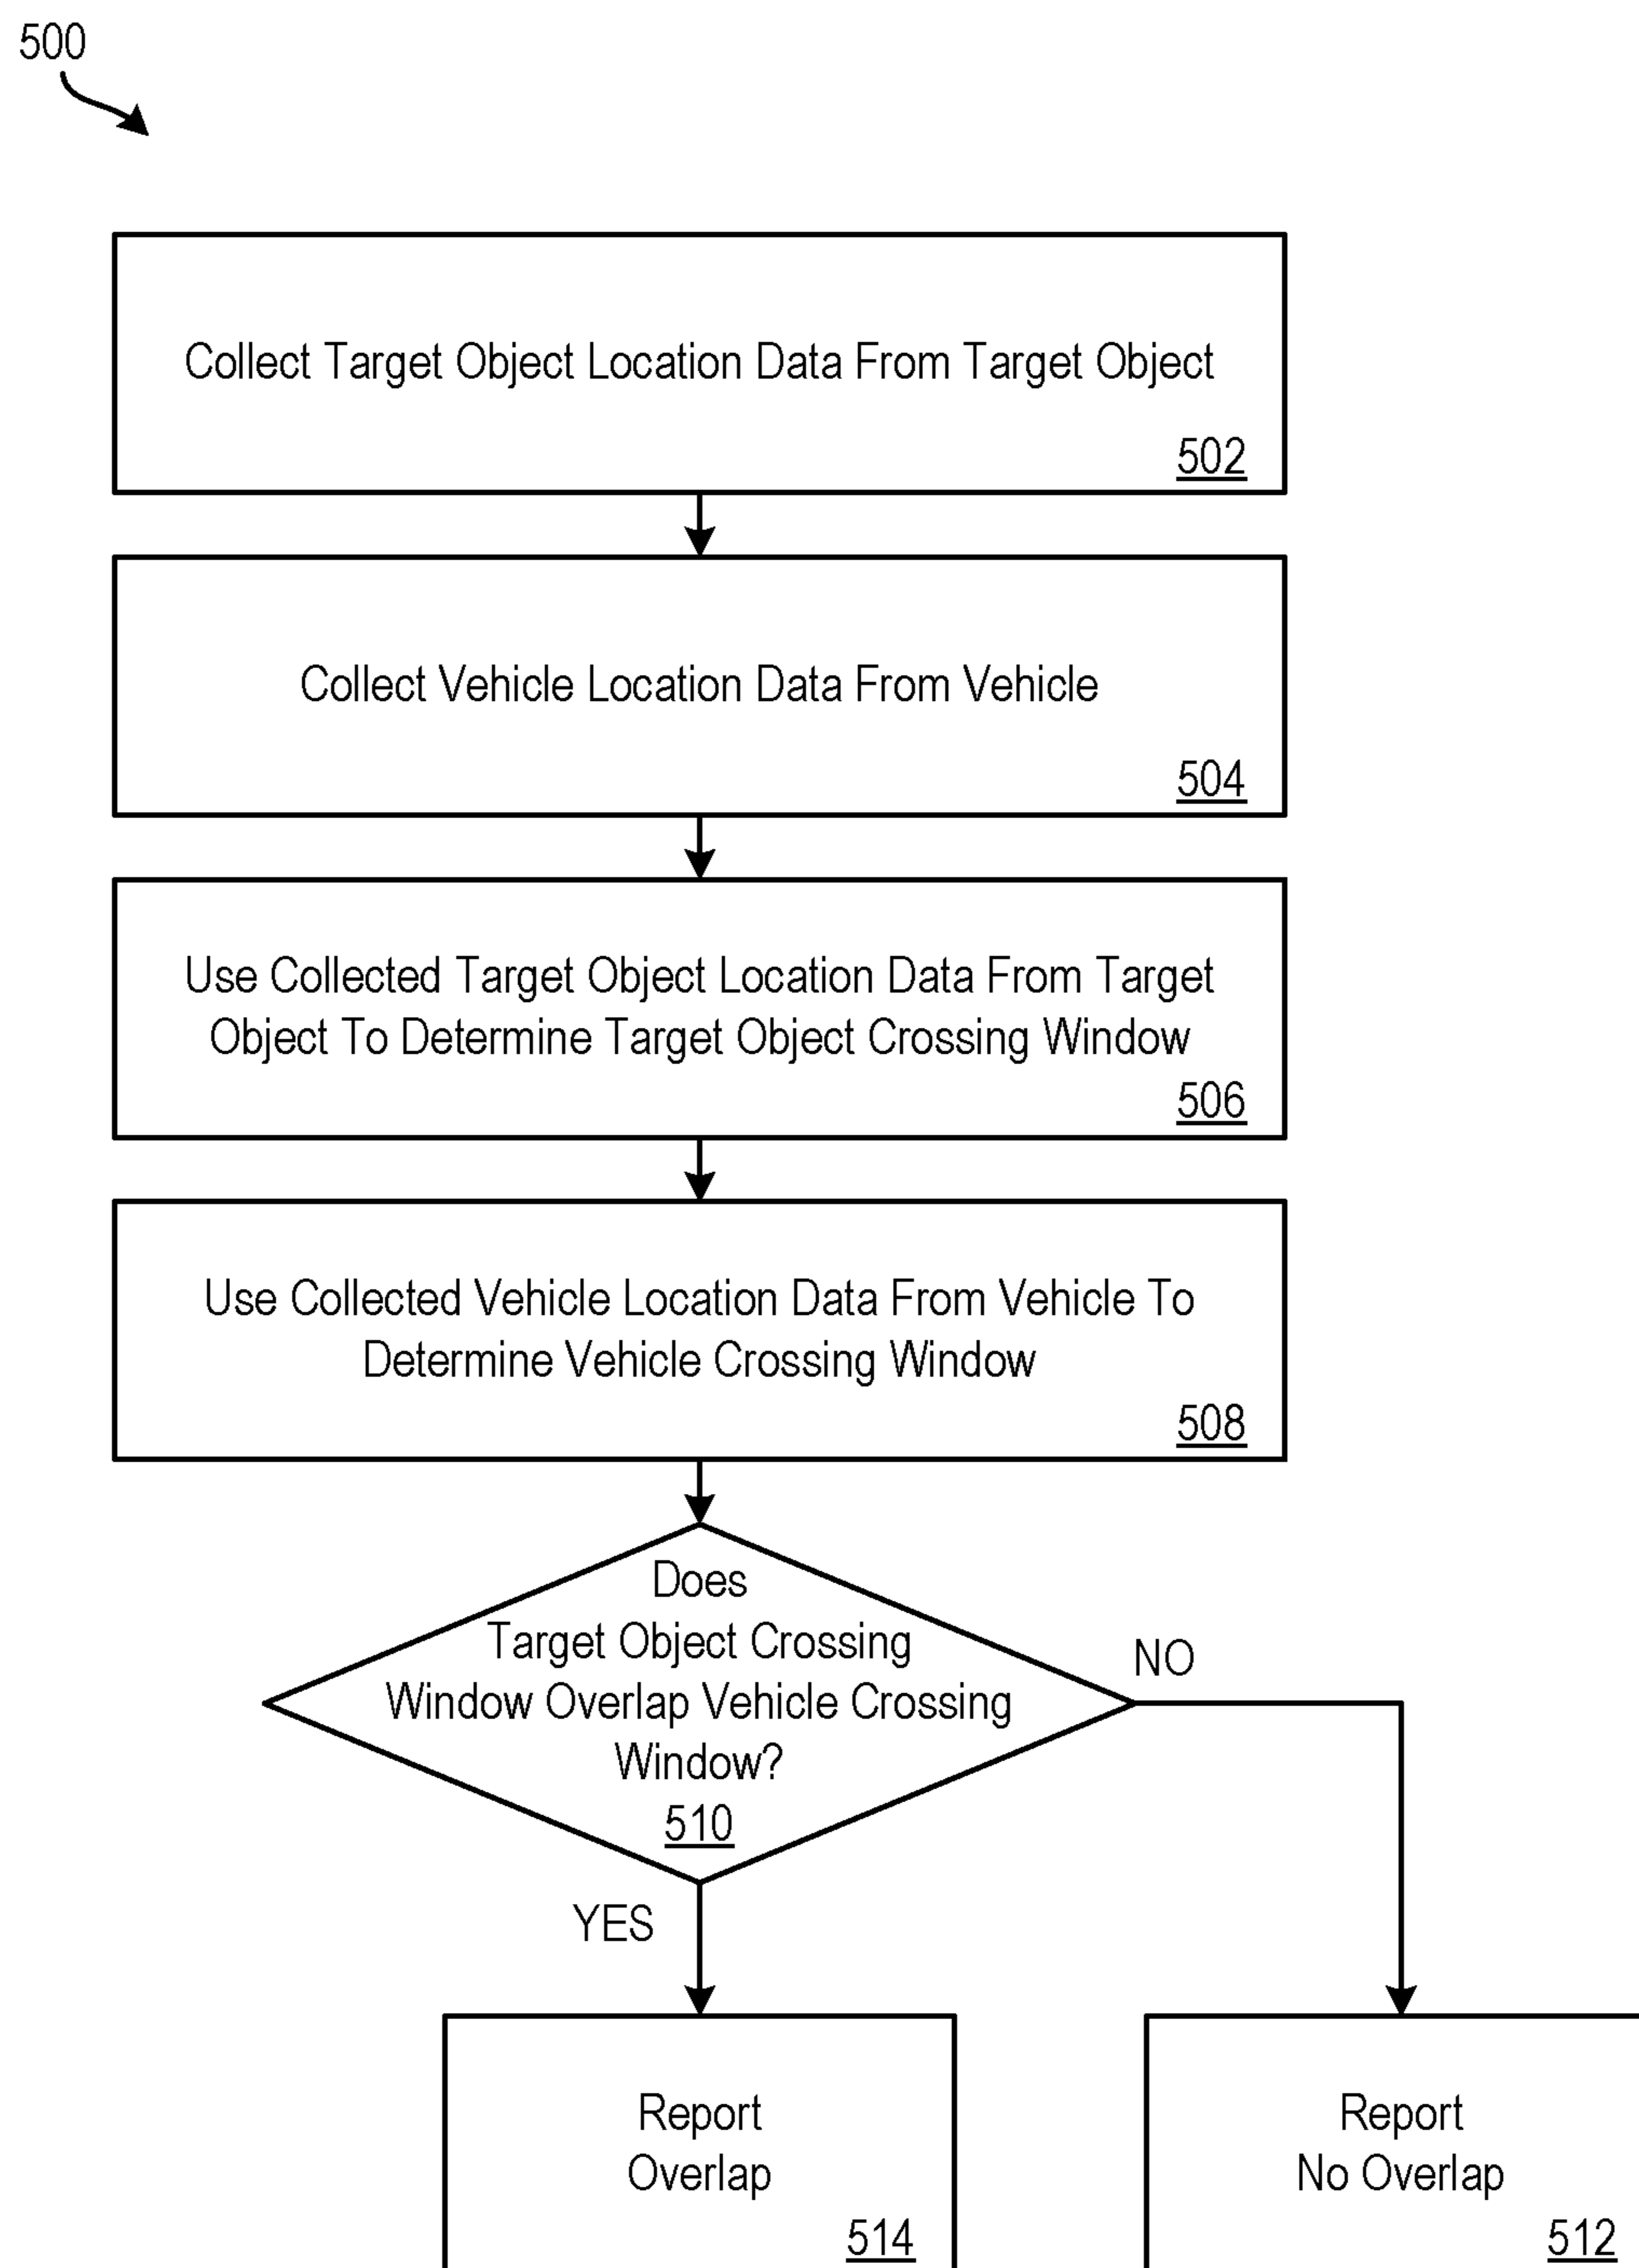 500
Collect Target Object Location Data From Target Object
502
Collect Vehicle Location Data From Vehicle
504
Use Collected Target Object Location Data From Target
Object To Determine Target Object Crossing Window
506
Use Collected Vehicle Location Data From Vehicle To
Determine Vehicle Crossing Window
508
Does
Target Object Crossing
Window Overlap Vehicle Crossing
Window?
510
NO
YES
Report
Overlap
514
Report
No Overlap
512